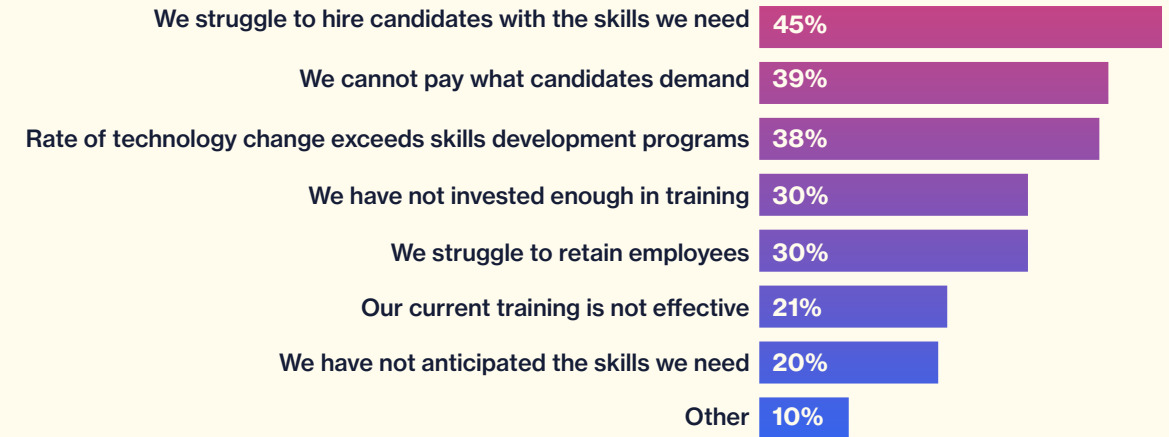 We struggle to hire candidates with the skills we need 45%
We cannot pay what candidates demand 39%
Rate of technology change exceeds skills development programs 38%
We have not invested enough in training 30%
We struggle to retain employees 30%
Our current training is not effective 21%
We have not anticipated the skills we need 20%
Other 10%